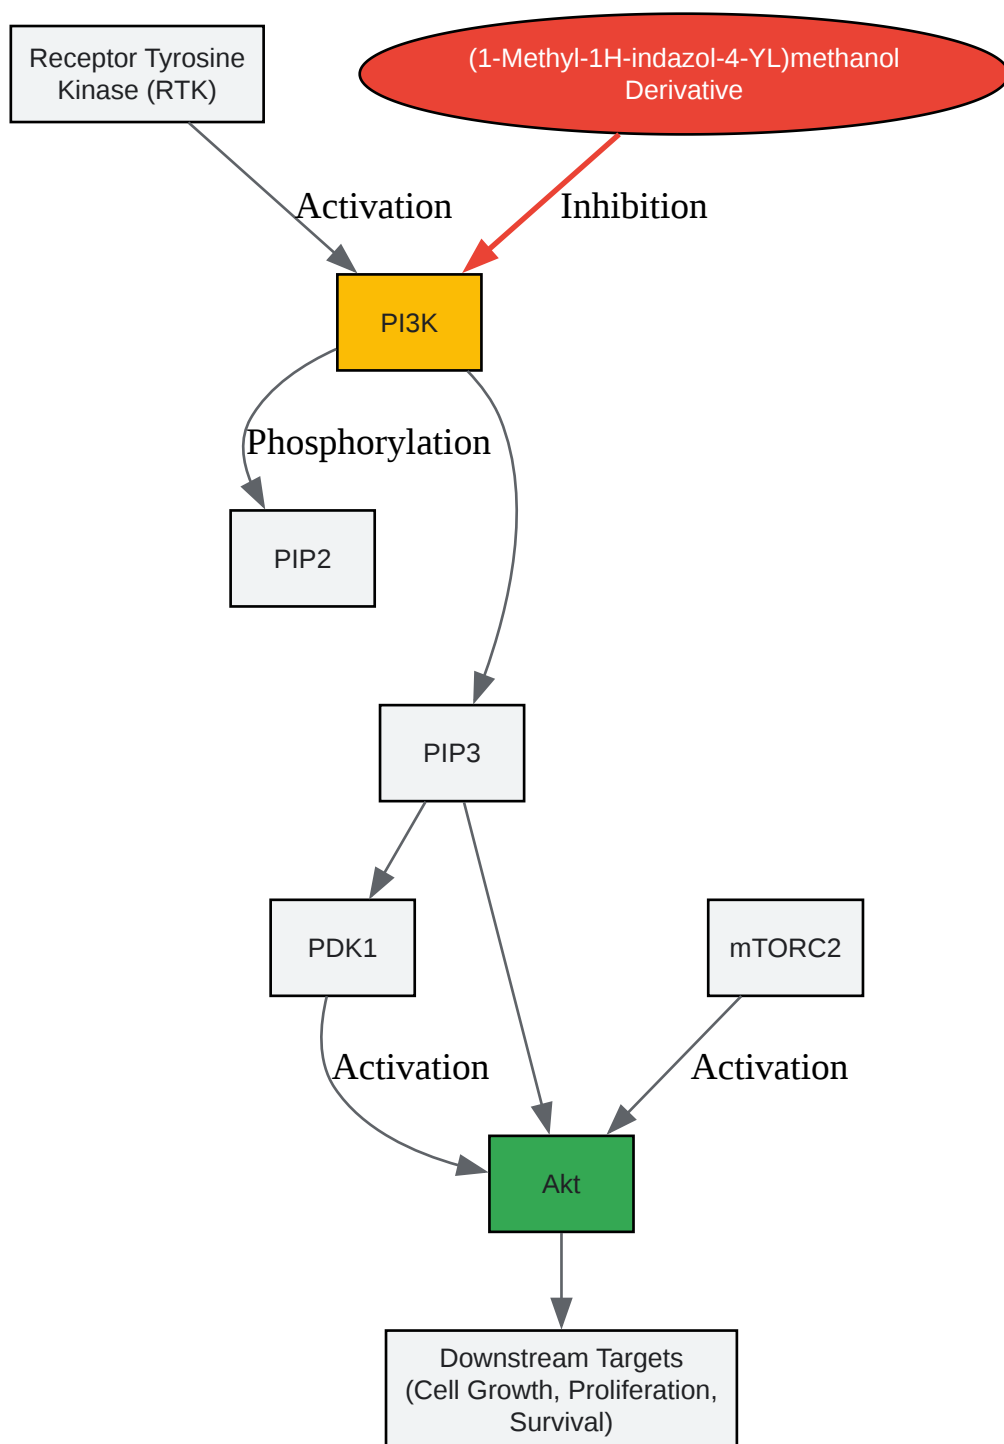 Receptor Tyrosine
Kinase (RTK)
(1-Methyl-1H-indazol-4-YL)methanol
Derivative
Activation
Inhibition
PI3K
Phosphorylation
PIP2
PIP3
PDK1
mTORC2
Activation
Activation
Akt
Downstream Targets
(Cell Growth, Proliferation,
Survival)